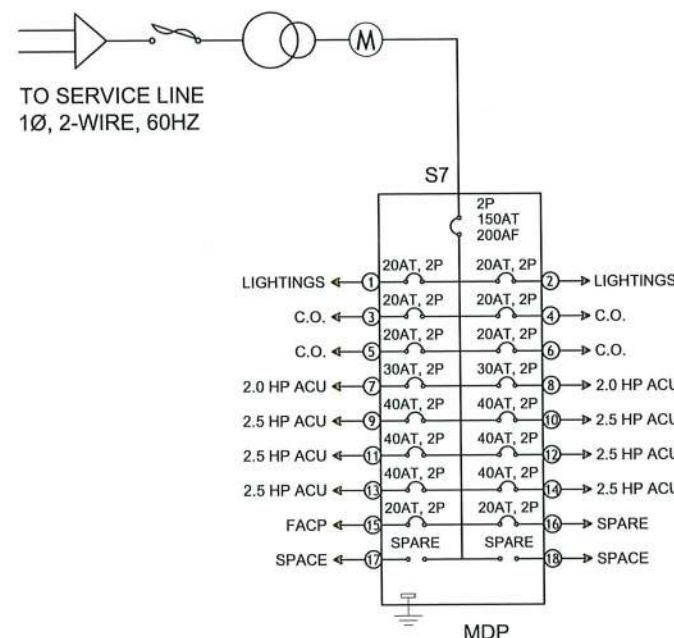 M
TO SERVICE LINE
1Ø, 2-WIRE, 60HZ
S7
2P
150AT
200AF
LIGHTINGS 1 20AT, 2P 20AT, 2P 2 LIGHTINGS
C.O. 3 20AT, 2P 20AT, 2P 4 C.O.
C.O. 5 20AT, 2P 20AT, 2P 6 C.O.
2.0 HP ACU 7 30AT, 2P 30AT, 2P 8 2.0 HP ACU
2.5 HP ACU 9 40AT, 2P 40AT, 2P 10 2.5 HP ACU
2.5 HP ACU 11 40AT, 2P 40AT, 2P 12 2.5 HP ACU
2.5 HP ACU 13 40AT, 2P 40AT, 2P 14 2.5 HP ACU
FACP 15 20AT, 2P 20AT, 2P 16 SPARE
SPACE 17 SPARE SPARE 18 SPACE
MDP